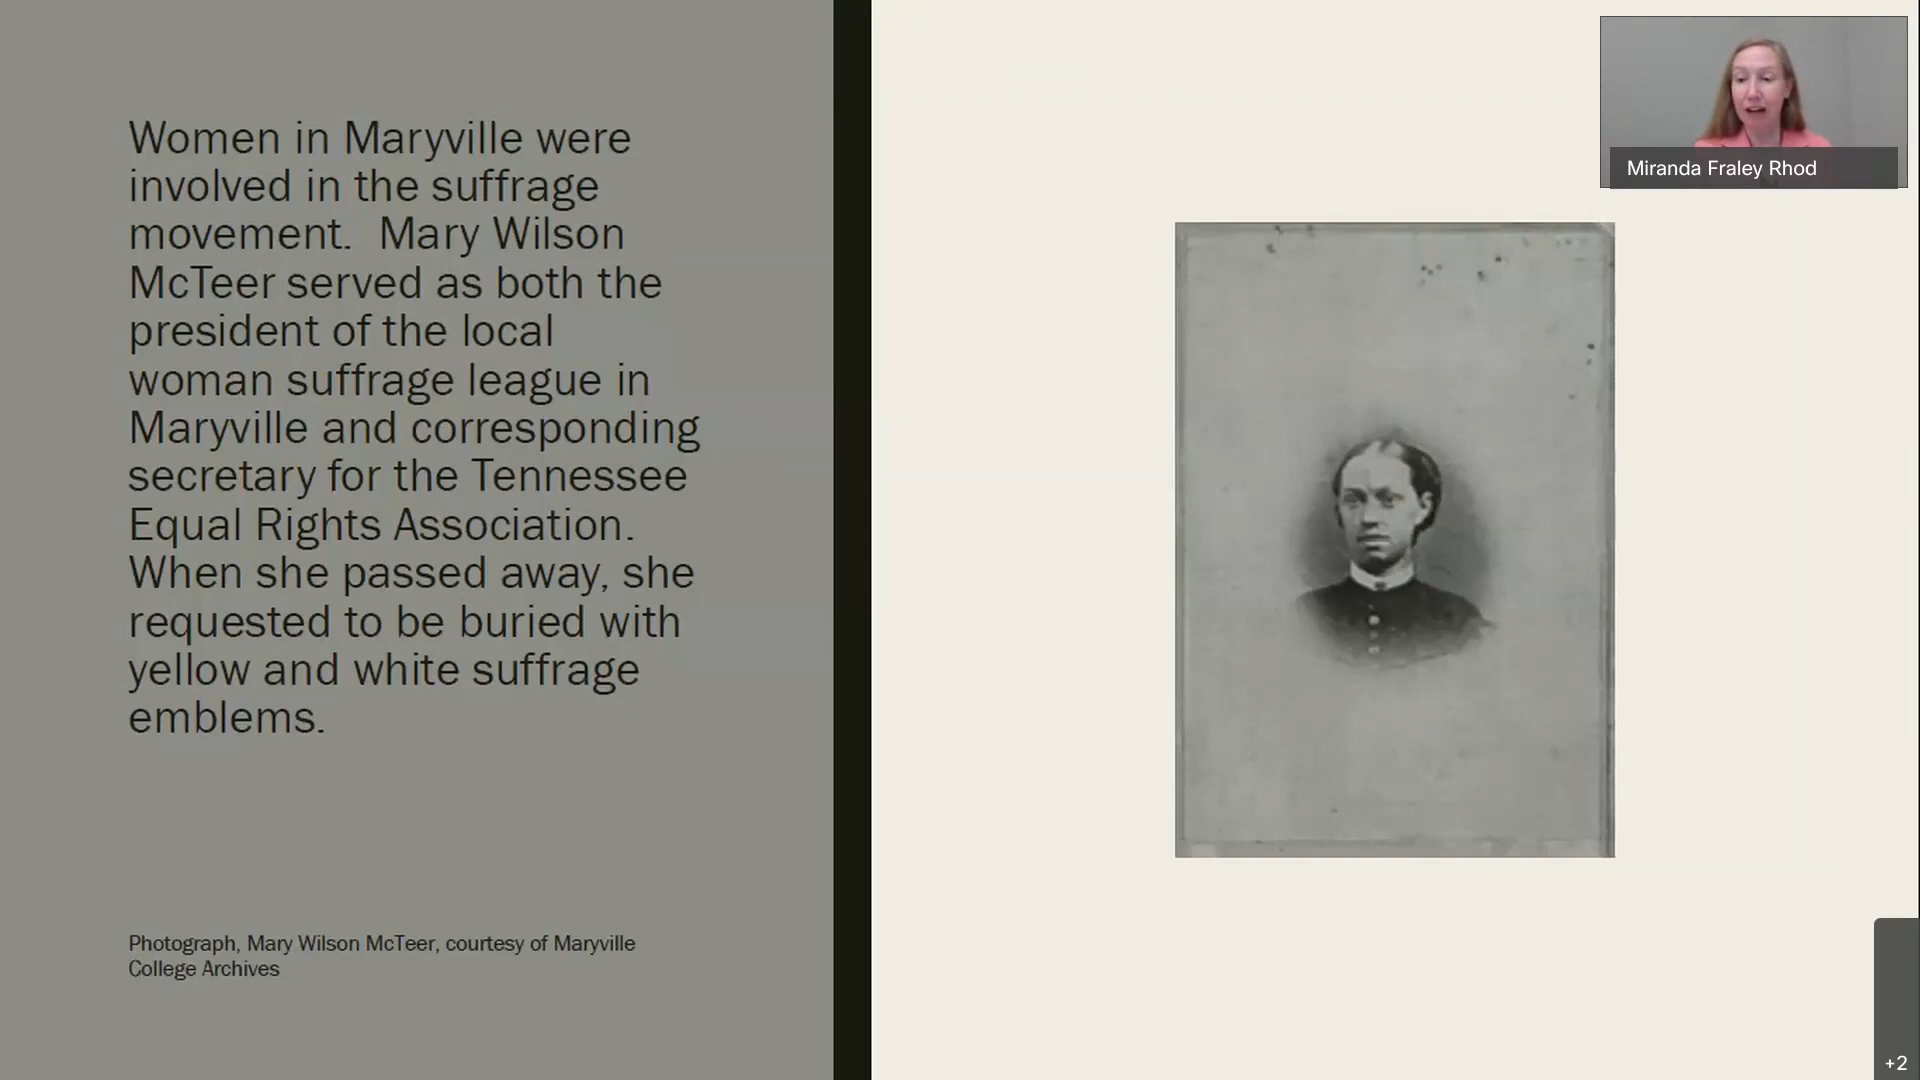 Women in Maryville were
involved in the suffrage
movement.  Mary Wilson
McTeer served as both the
president of the local
woman suffrage league in
Maryville and corresponding
secretary for the Tennessee
Equal Rights Association.
When she passed away, she
requested to be buried with
yellow and white suffrage
emblems.
Photograph, Mary Wilson McTeer, courtesy of Maryville
College Archives
Miranda Fraley Rhod
+2